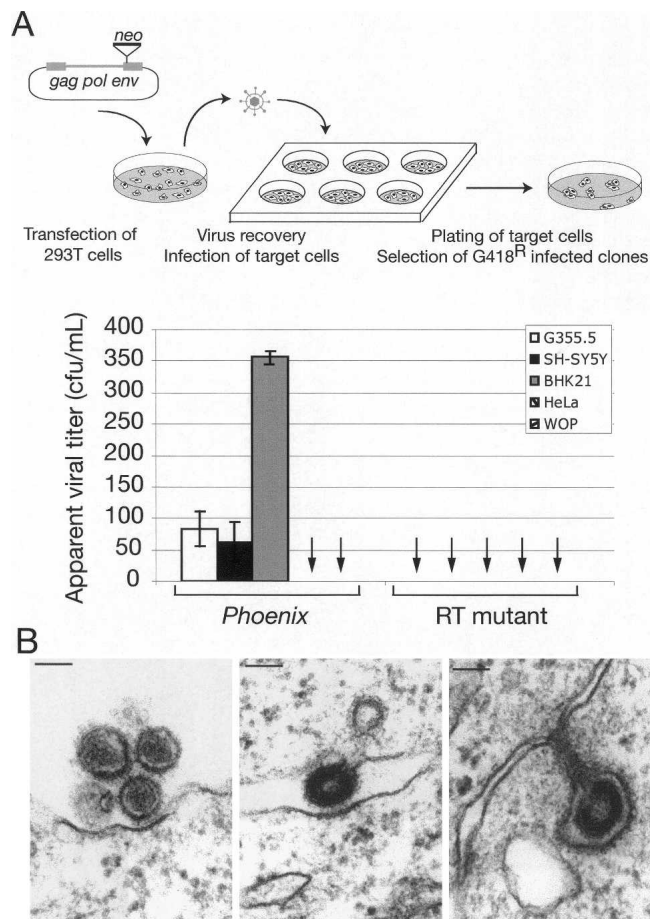 A
neo
gag pol env
Transfection of
293T cells
Virus recovery
Infection of target cells
Plating of target cells
Selection of G418R infected clones
Apparent viral titer (cfu/mL)
400
350
300
250
200
150
100
50
0
G355.5
SH-SY5Y
BHK21
HeLa
WOP
Phoenix
RT mutant
B